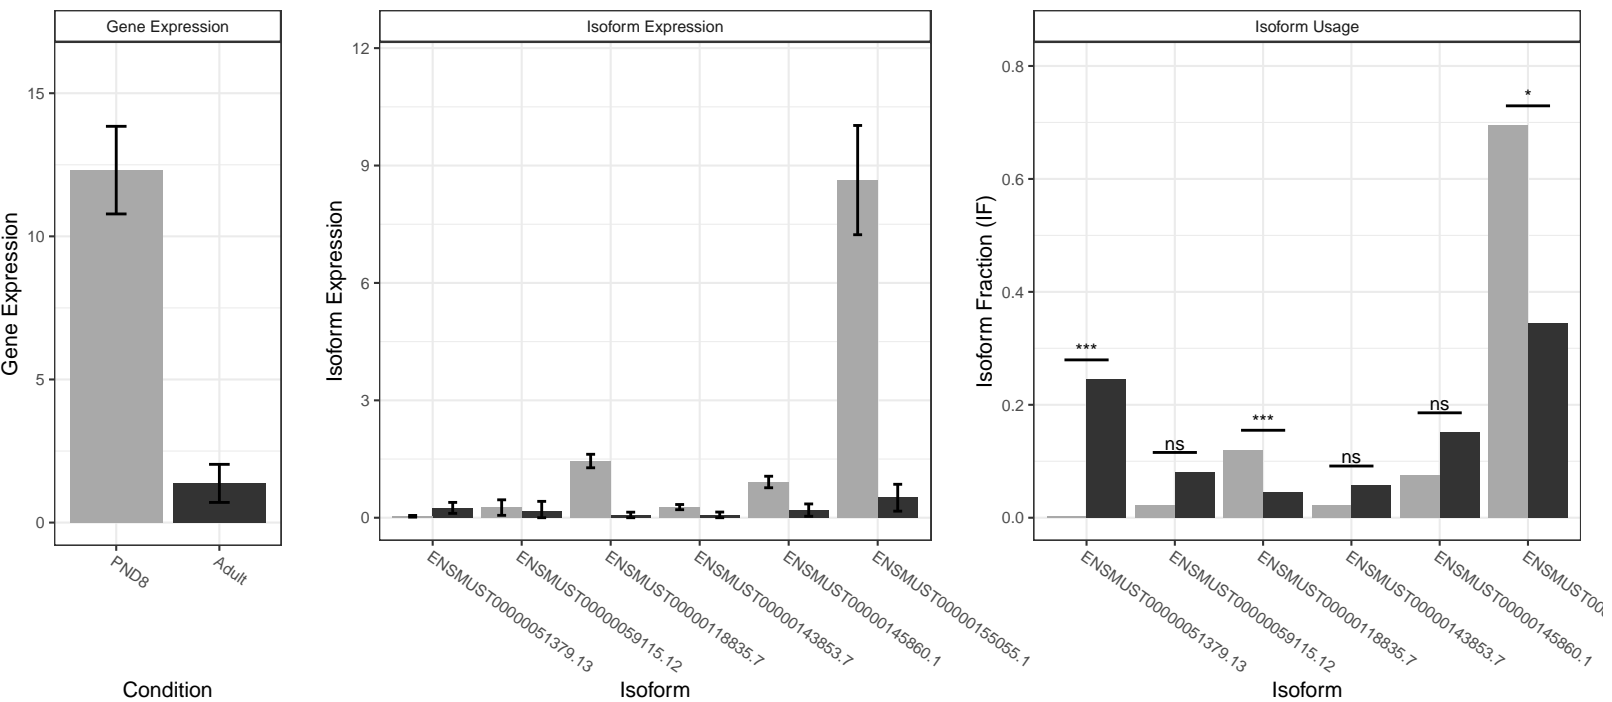 Gene Expression
Gene Expression
15
10
5
0
PND8
Adult
Condition
Isoform Expression
Isoform Expression
12
9
6
3
0
ENSMUST00000051379.13
ENSMUST00000059115.12
ENSMUST00000118835.7
ENSMUST00000143853.7
ENSMUST00000145860.1
ENSMUST00000155055.1
Isoform
Isoform Usage
Isoform Fraction (IF)
0.8
0.6
0.4
0.2
0.0
***
ns
***
ns
ns
*
ENSMUST00000051379.13
ENSMUST00000059115.12
ENSMUST00000118835.7
ENSMUST00000143853.7
ENSMUST00000145860.1
Isoform